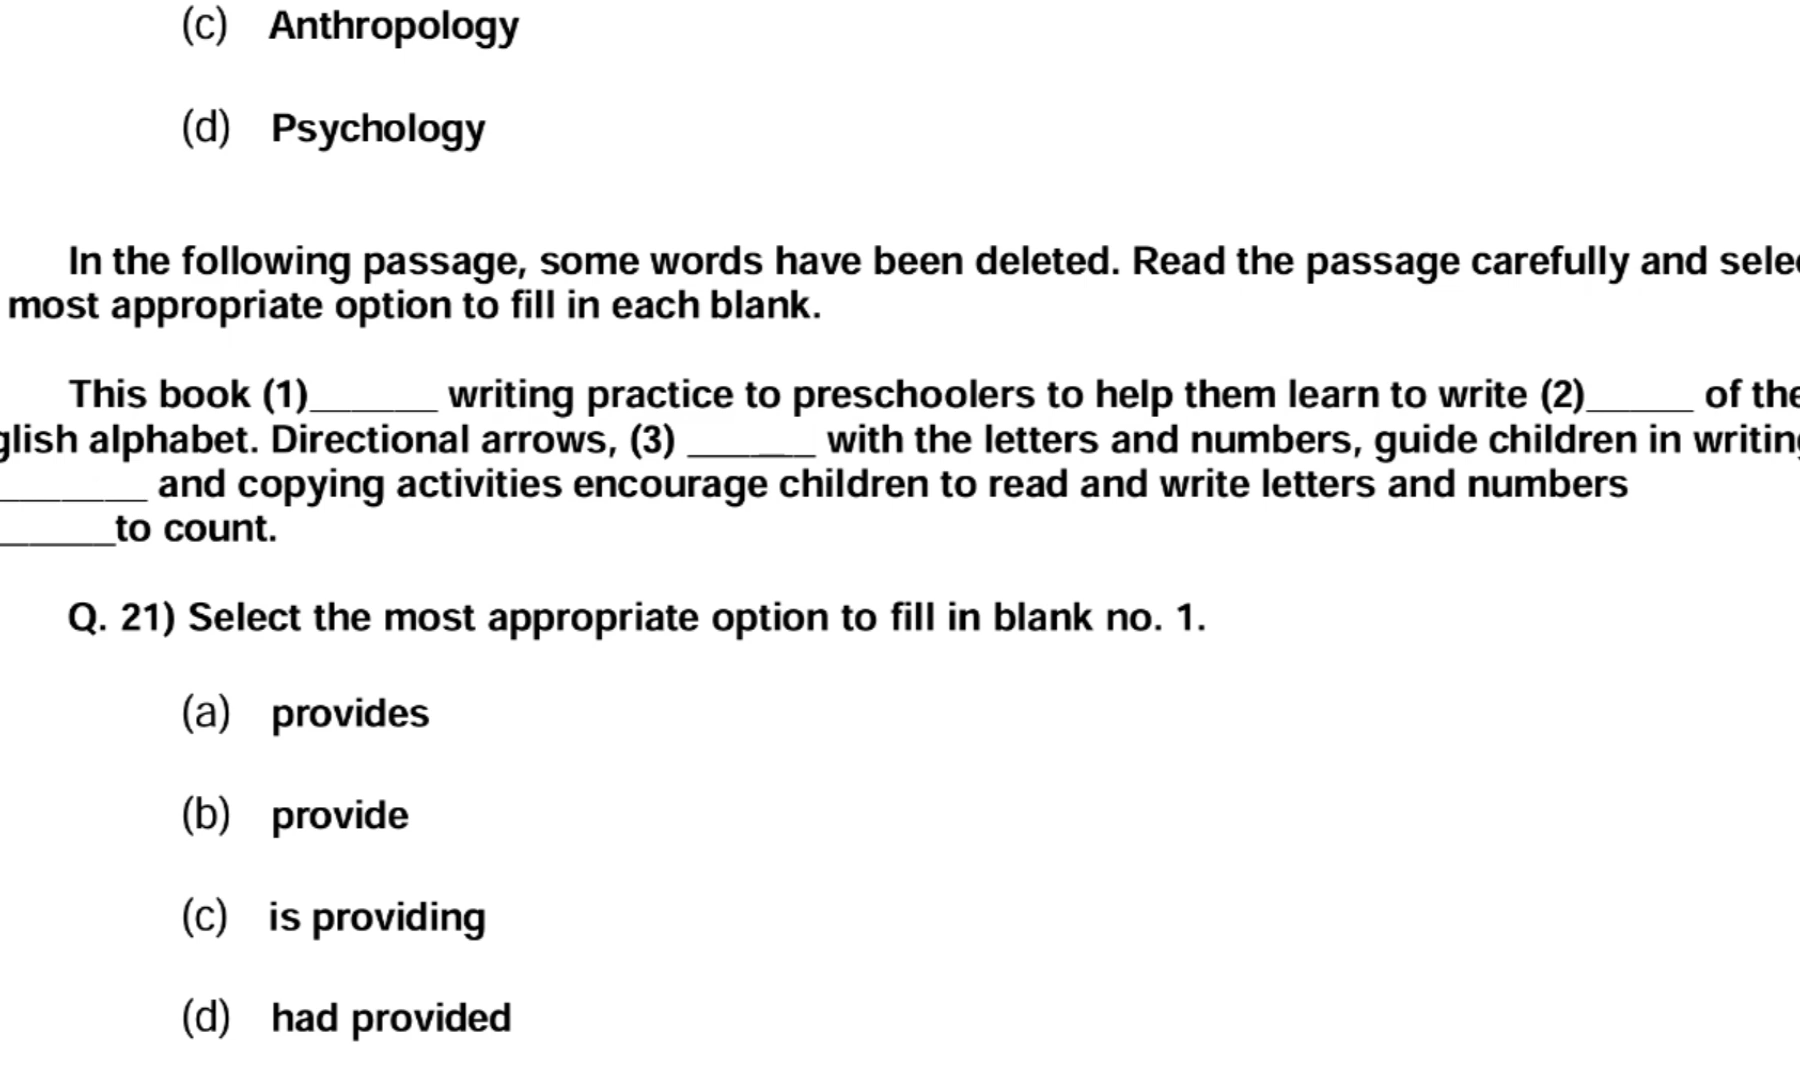 (c) Anthropology
(d) Psychology
In the following passage, some words have been deleted. Read the passage carefully and
most appropriate option to fill in each blank.
This book (1)______ writing practice to preschoolers to help them learn to write (2)_____ of the
alphabet. Directional arrows, (3) ______ with the letters and numbers, guide children in
_______ and copying activities encourage children to read and write letters and numbers
______to count.
Q. 21) Select the most appropriate option to fill in blank no. 1.
(a) provides
(b) provide
(c) is providing
(d) had provided